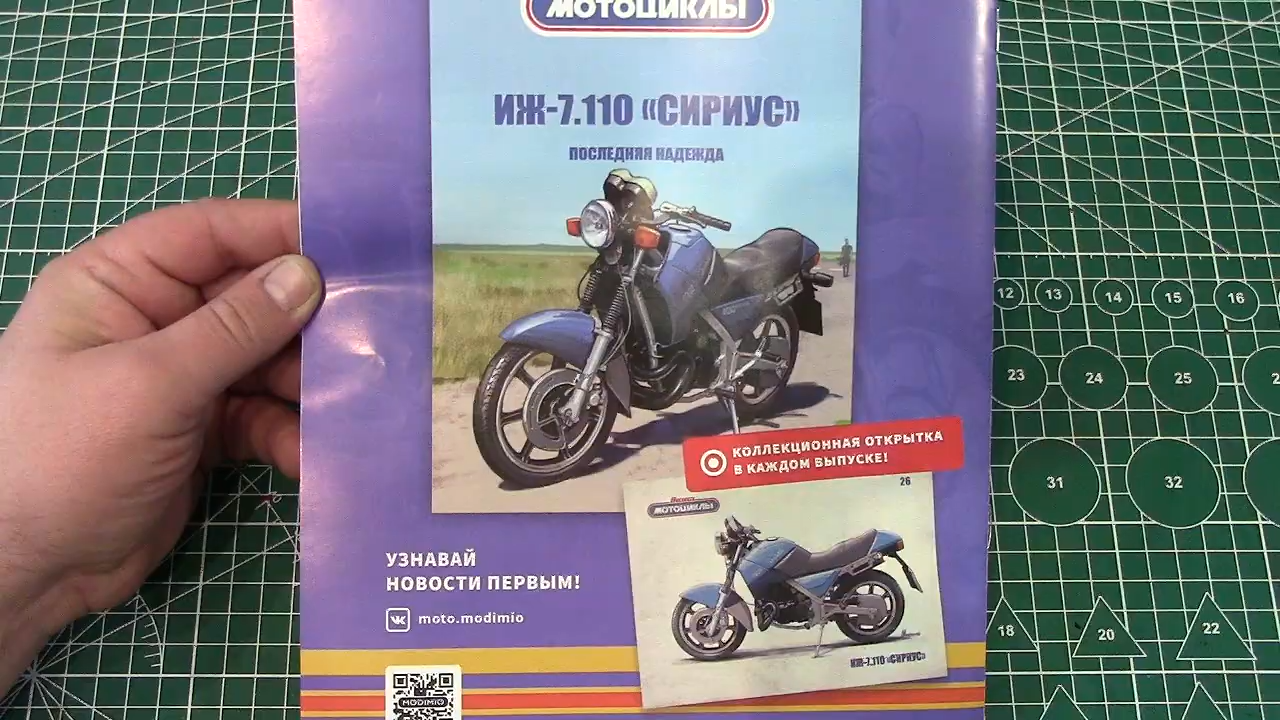 МОТОЦИКЛЫ
ИЖ-7.110 «СИРИУС»
ПОСЛЕДНЯЯ НАДЕЖДА
12 13 14 15 16
23 24 25
31 32
КОЛЛЕКЦИОННАЯ ОТКРЫТКА
В КАЖДОМ ВЫПУСКЕ!
26
МОТОЦИКЛЫ
ИЖ-7.110 «СИРИУС»
УЗНАВАЙ
НОВОСТИ ПЕРВЫМ!
moto.modimio
MODIMIO
18 20 22